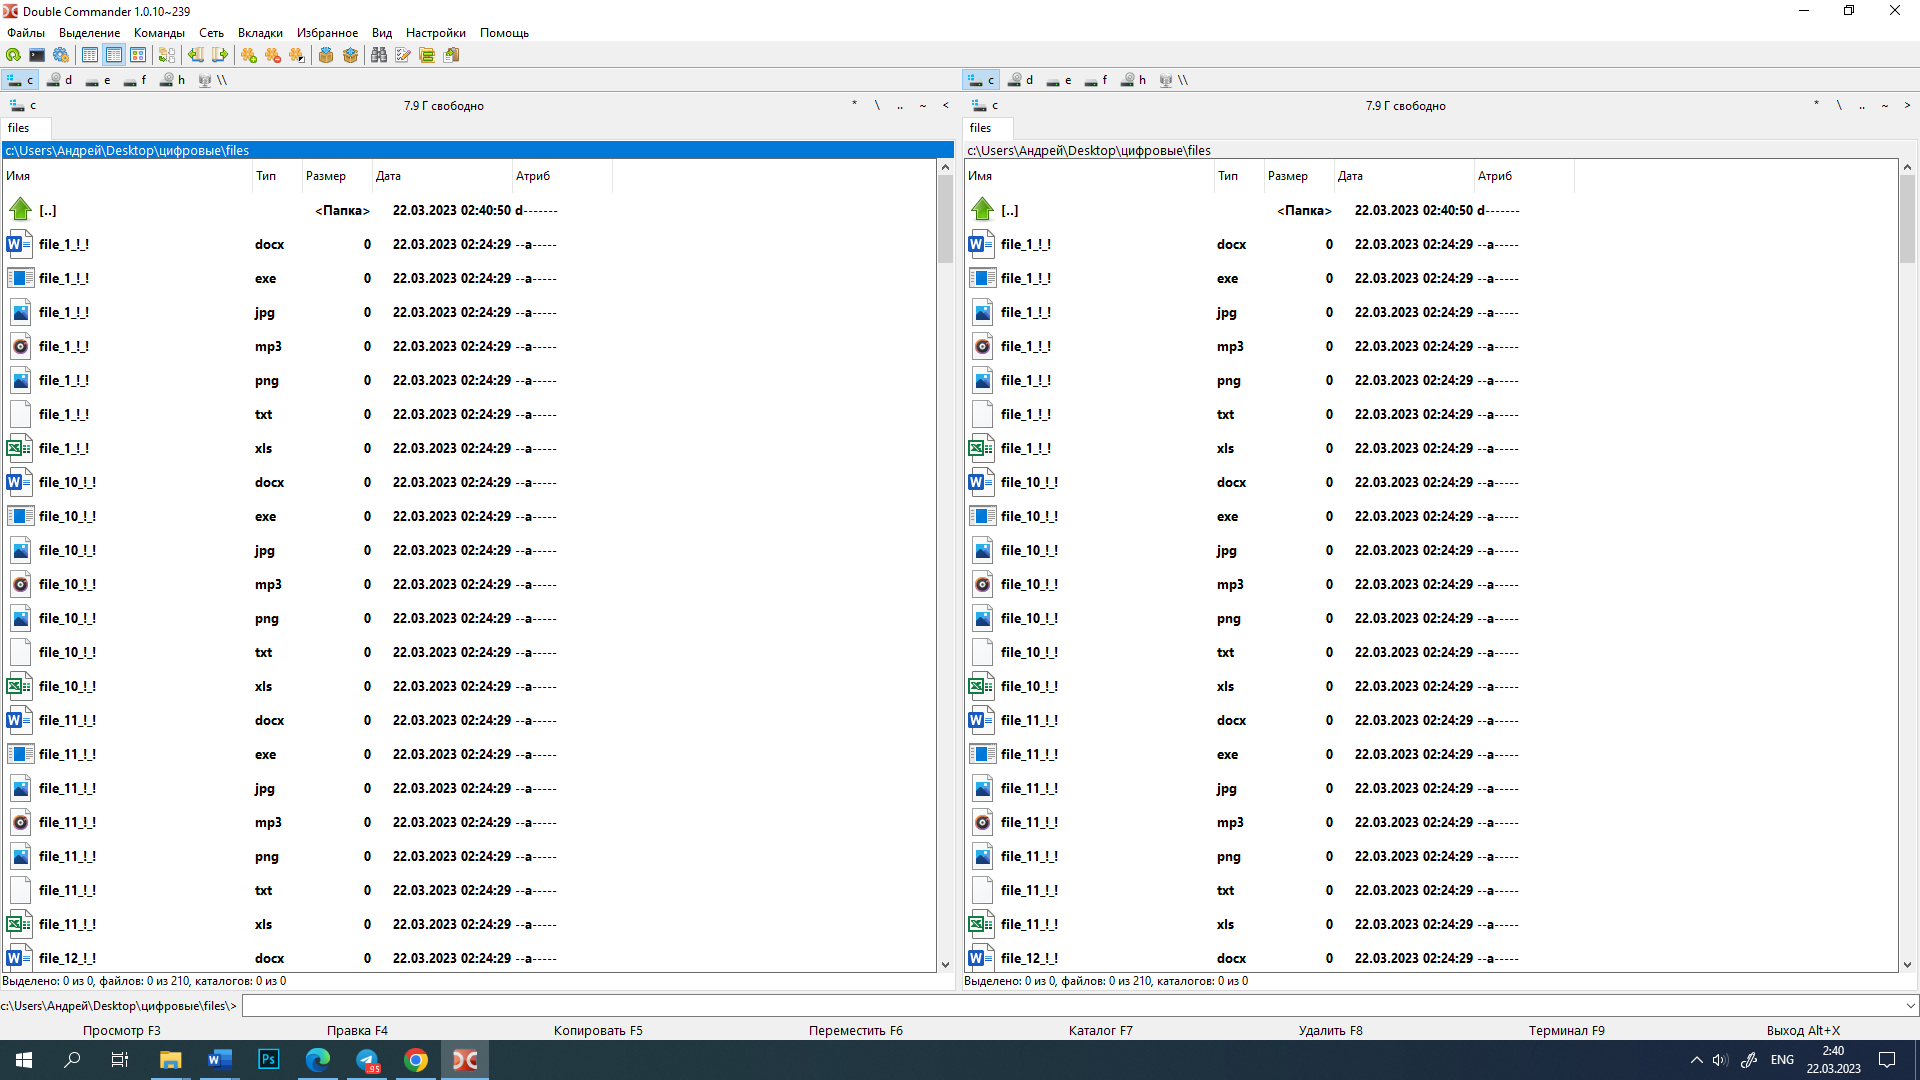 Double Commander 1.0.10~239
Файлы Выделение Команды Сеть Вкладки Избранное Вид Настройки Помощь
c d e f h \\ c d e f h \\
c 7.9 Г свободно * \ .. ~ < c 7.9 Г свободно * \ .. ~ >
files files
c:\Users\Андрей\Desktop\цифровые\files c:\Users\Андрей\Desktop\цифровые\files
Имя Тип Размер Дата Атриб Имя Тип Размер Дата Атриб
[..] <Папка> 22.03.2023 02:40:50 d------- [..] <Папка> 22.03.2023 02:40:50 d-------
file_1_!_! docx 0 22.03.2023 02:24:29 --a----- file_1_!_! docx 0 22.03.2023 02:24:29 --a-----
file_1_!_! exe 0 22.03.2023 02:24:29 --a----- file_1_!_! exe 0 22.03.2023 02:24:29 --a-----
file_1_!_! jpg 0 22.03.2023 02:24:29 --a----- file_1_!_! jpg 0 22.03.2023 02:24:29 --a-----
file_1_!_! mp3 0 22.03.2023 02:24:29 --a----- file_1_!_! mp3 0 22.03.2023 02:24:29 --a-----
file_1_!_! png 0 22.03.2023 02:24:29 --a----- file_1_!_! png 0 22.03.2023 02:24:29 --a-----
file_1_!_! txt 0 22.03.2023 02:24:29 --a----- file_1_!_! txt 0 22.03.2023 02:24:29 --a-----
file_1_!_! xls 0 22.03.2023 02:24:29 --a----- file_1_!_! xls 0 22.03.2023 02:24:29 --a-----
file_10_!_! docx 0 22.03.2023 02:24:29 --a----- file_10_!_! docx 0 22.03.2023 02:24:29 --a-----
file_10_!_! exe 0 22.03.2023 02:24:29 --a----- file_10_!_! exe 0 22.03.2023 02:24:29 --a-----
file_10_!_! jpg 0 22.03.2023 02:24:29 --a----- file_10_!_! jpg 0 22.03.2023 02:24:29 --a-----
file_10_!_! mp3 0 22.03.2023 02:24:29 --a----- file_10_!_! mp3 0 22.03.2023 02:24:29 --a-----
file_10_!_! png 0 22.03.2023 02:24:29 --a----- file_10_!_! png 0 22.03.2023 02:24:29 --a-----
file_10_!_! txt 0 22.03.2023 02:24:29 --a----- file_10_!_! txt 0 22.03.2023 02:24:29 --a-----
file_10_!_! xls 0 22.03.2023 02:24:29 --a----- file_10_!_! xls 0 22.03.2023 02:24:29 --a-----
file_11_!_! docx 0 22.03.2023 02:24:29 --a----- file_11_!_! docx 0 22.03.2023 02:24:29 --a-----
file_11_!_! exe 0 22.03.2023 02:24:29 --a----- file_11_!_! exe 0 22.03.2023 02:24:29 --a-----
file_11_!_! jpg 0 22.03.2023 02:24:29 --a----- file_11_!_! jpg 0 22.03.2023 02:24:29 --a-----
file_11_!_! mp3 0 22.03.2023 02:24:29 --a----- file_11_!_! mp3 0 22.03.2023 02:24:29 --a-----
file_11_!_! png 0 22.03.2023 02:24:29 --a----- file_11_!_! png 0 22.03.2023 02:24:29 --a-----
file_11_!_! txt 0 22.03.2023 02:24:29 --a----- file_11_!_! txt 0 22.03.2023 02:24:29 --a-----
file_11_!_! xls 0 22.03.2023 02:24:29 --a----- file_11_!_! xls 0 22.03.2023 02:24:29 --a-----
file_12_!_! docx 0 22.03.2023 02:24:29 --a----- file_12_!_! docx 0 22.03.2023 02:24:29 --a-----
Выделено: 0 из 0, файлов: 0 из 210, каталогов: 0 из 0 Выделено: 0 из 0, файлов: 0 из 210, каталогов: 0 из 0
c:\Users\Андрей\Desktop\цифровые\files\>
Просмотр F3 Правка F4 Копировать F5 Переместить F6 Каталог F7 Удалить F8 Терминал F9 Выход Alt+X
W Ps .95 ENG 2:40
22.03.2023